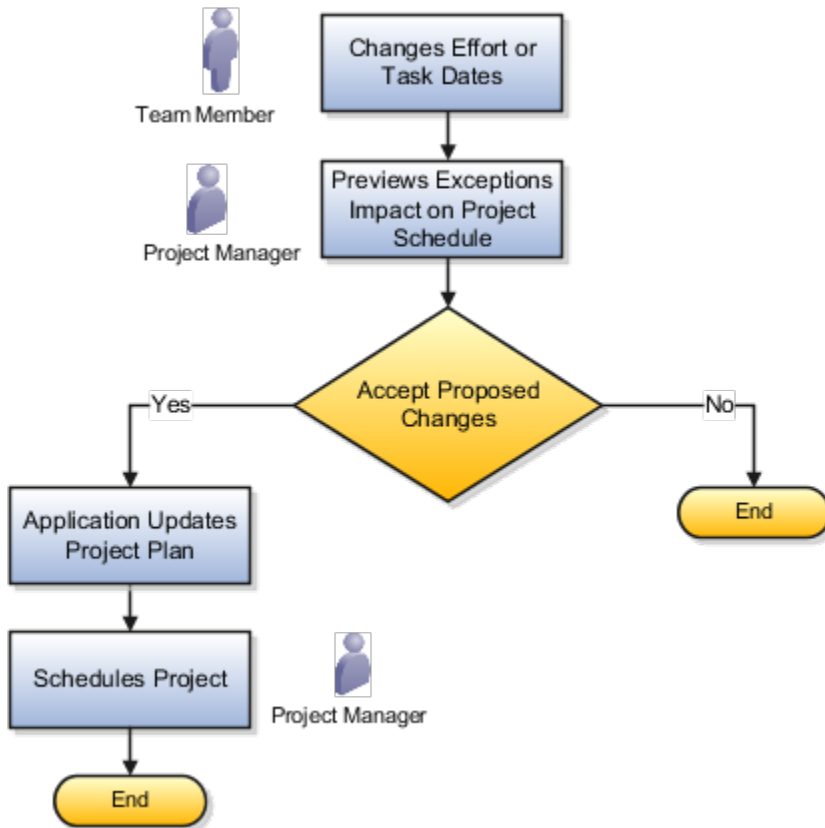 Changes Effort or
Task Dates
Team Member
Previews Exceptions
Impact on Project
Schedule
Project Manager
Accept Proposed
Changes
Yes
No
Application Updates
Project Plan
End
Schedules Project
Project Manager
End